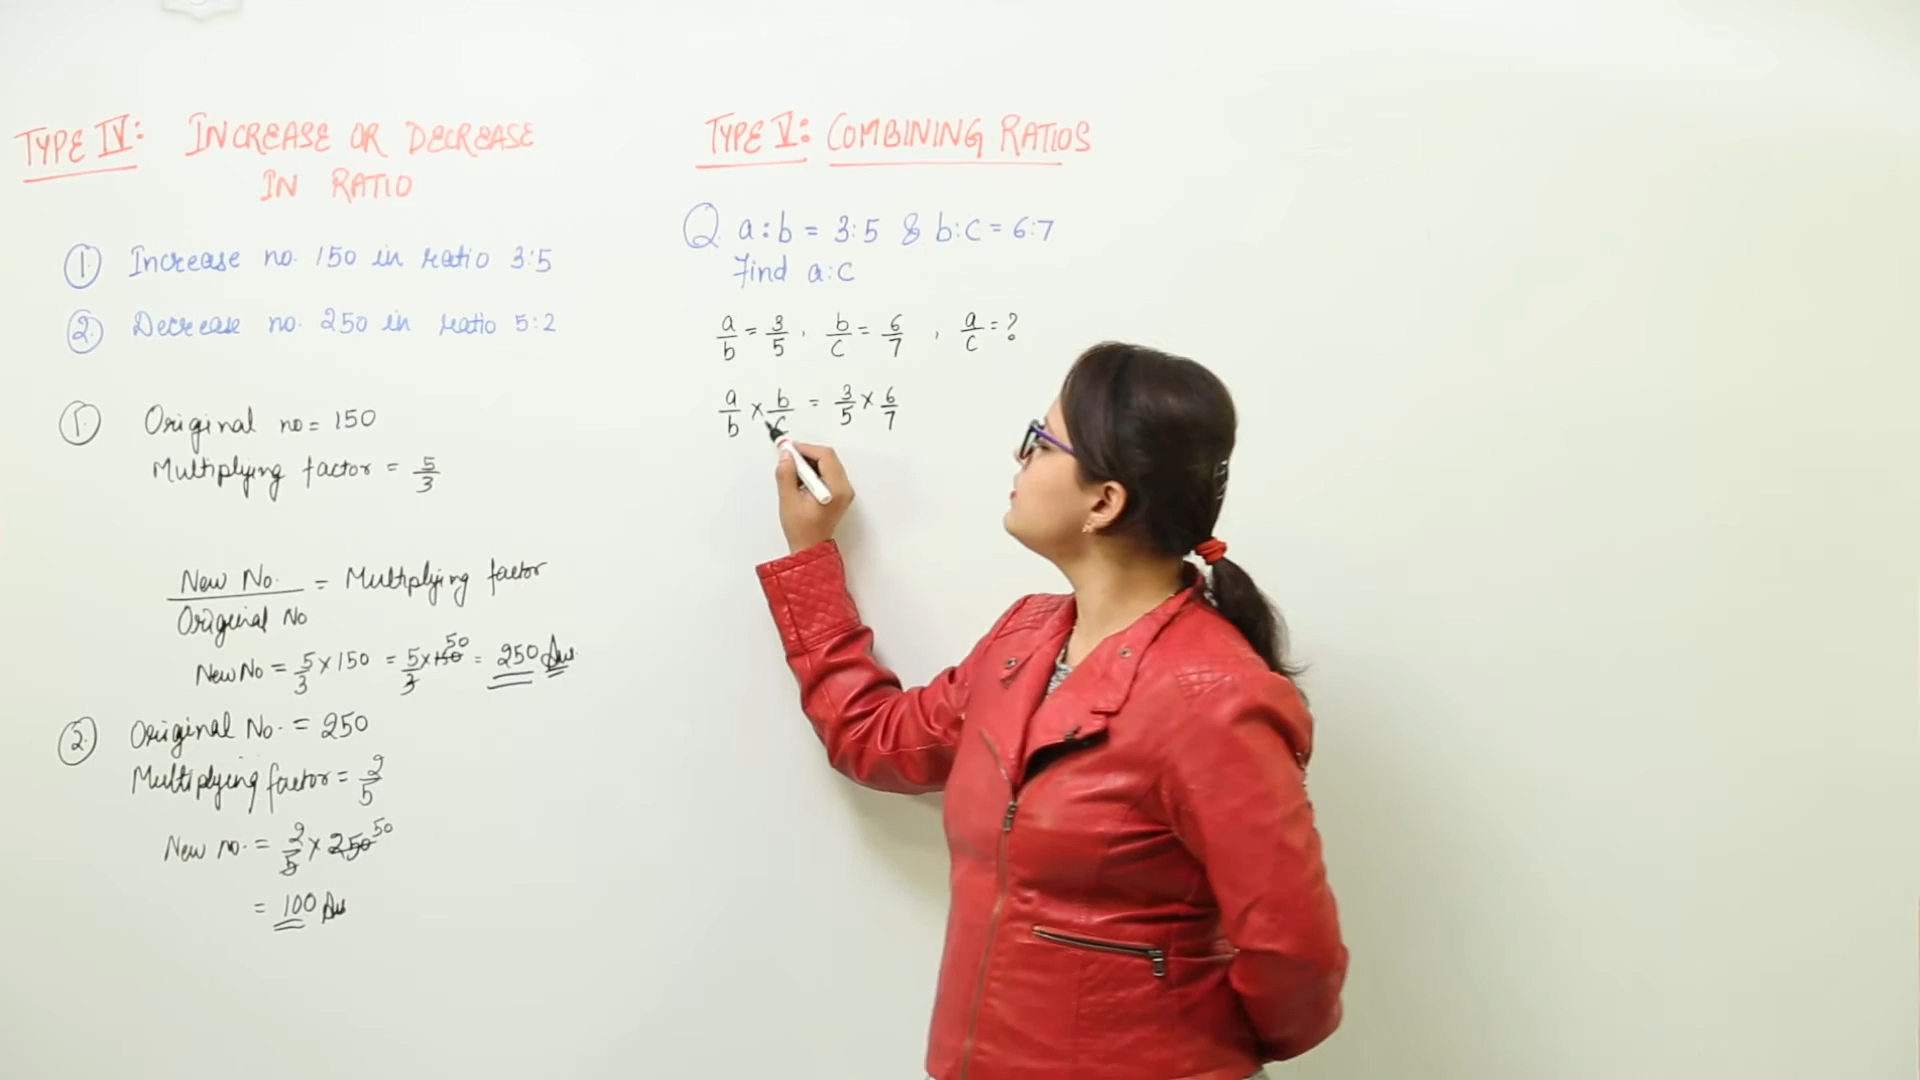 TYPE IV: INCREASE OR DECREASE
IN RATIO
1. Increase no. 150 in ratio 3:5
2. Decrease no. 250 in ratio 5:2
1. Original no = 150
Multiplying factor = 5/3
New No. / Original No = Multiplying factor
New No = 5/3 × 150 = 5/3 × 150 50 = 250 Ans
2. Original No. = 250
Multiplying factor = 2/5
New no. = 2/5 × 250 50
= 100 Ans
TYPE V: COMBINING RATIOS
Q. a:b = 3:5 & b:c = 6:7
Find a:c
a/b = 3/5 , b/c = 6/7 , a/c = ?
a/b × b/c = 3/5 × 6/7